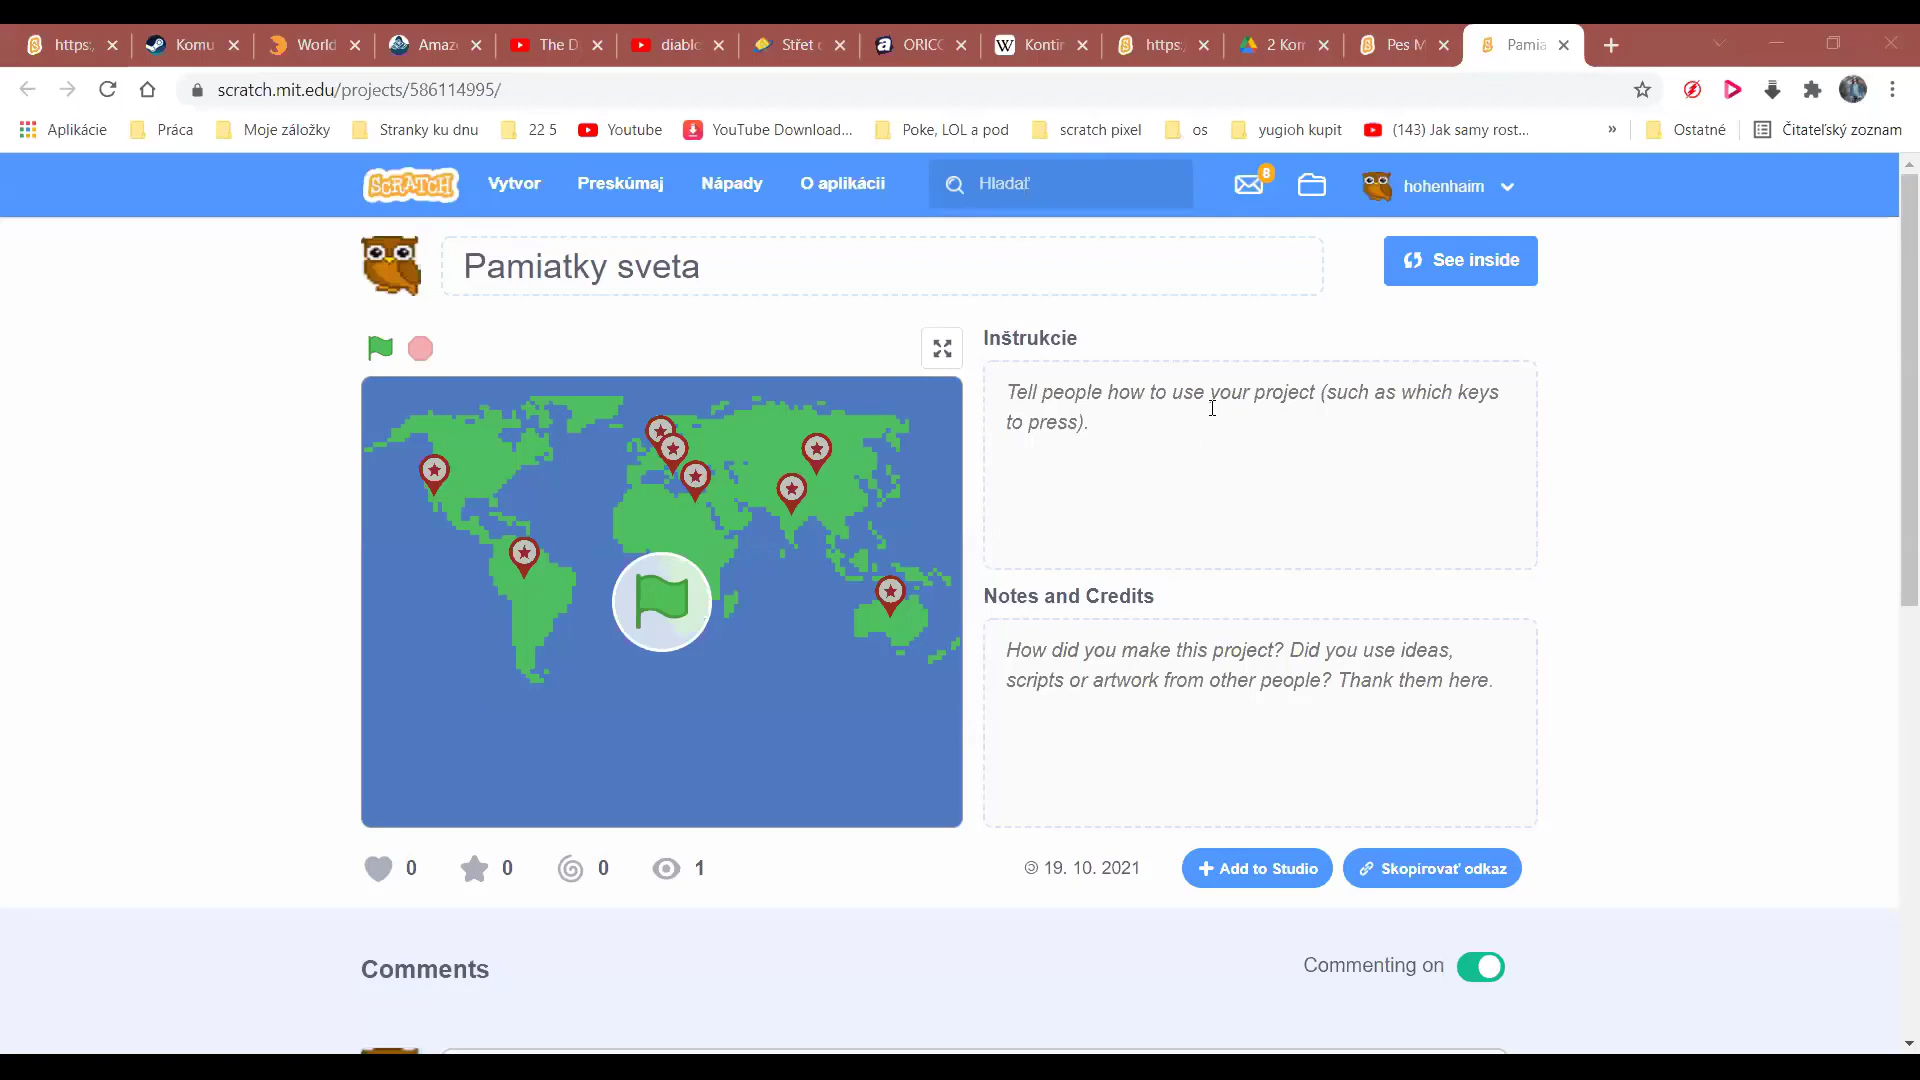 https:
Komu
World
Amaz
The D
diable
Střet
ORICO
W Konti
https:
2 Kom
Pes M
Pamia
scratch.mit.edu/projects/586114995/
Aplikácie
Práca
Moje záložky
Stranky ku dnu
22 5
Youtube
YouTube Download...
Poke, LOL a pod
scratch pixel
os
yugioh kupit
(143) Jak samy rost...
»
Ostatné
Čitateľský zoznam
SCRATCH
Vytvor
Preskúmaj
Nápady
O aplikácii
Hladať
8
hohenhaim
Pamiatky sveta
See inside
Inštrukcie
Tell people how to use your project (such as which keys
to press).
Notes and Credits
How did you make this project? Did you use ideas,
scripts or artwork from other people? Thank them here.
0
0
0
1
© 19. 10. 2021
Add to Studio
Skopírovať odkaz
Comments
Commenting on